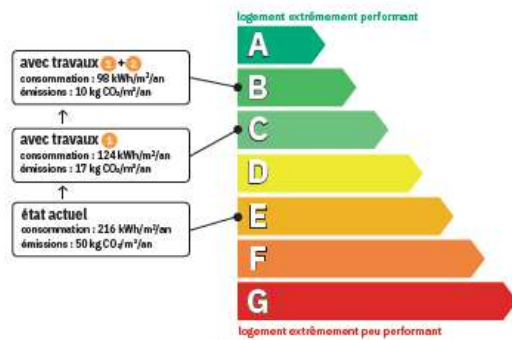 logement extrêmement performant
avec travaux 1 + 2
consommation : 98 kWh/m²/an
émissions : 10 kg CO₂/m²/an
avec travaux 1
consommation : 124 kWh/m²/an
émissions : 17 kg CO₂/m²/an
état actuel
consommation : 216 kWh/m²/an
émissions : 50 kg CO₂/m²/an
A
B
C
D
E
F
G
logement extrêmement peu performant